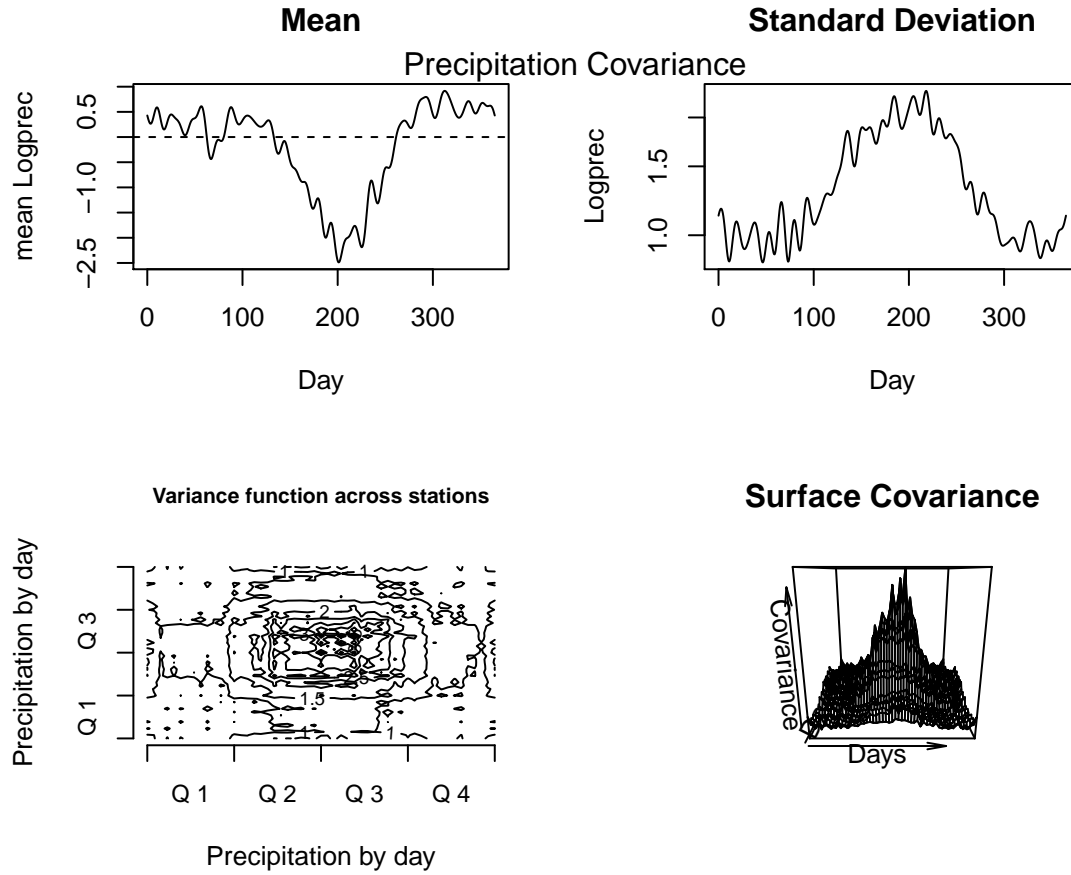 Mean
Standard Deviation
Precipitation Covariance
mean Logprec
0.5
−1.0
−2.5
0
100
200
300
Day
Logprec
1.5
1.0
0
100
200
300
Day
Variance function across stations
Precipitation by day
Q 3
Q 1
1
1
2
1.5
1
1
Q 1
Q 2
Q 3
Q 4
Precipitation by day
Surface Covariance
Covariance
Days